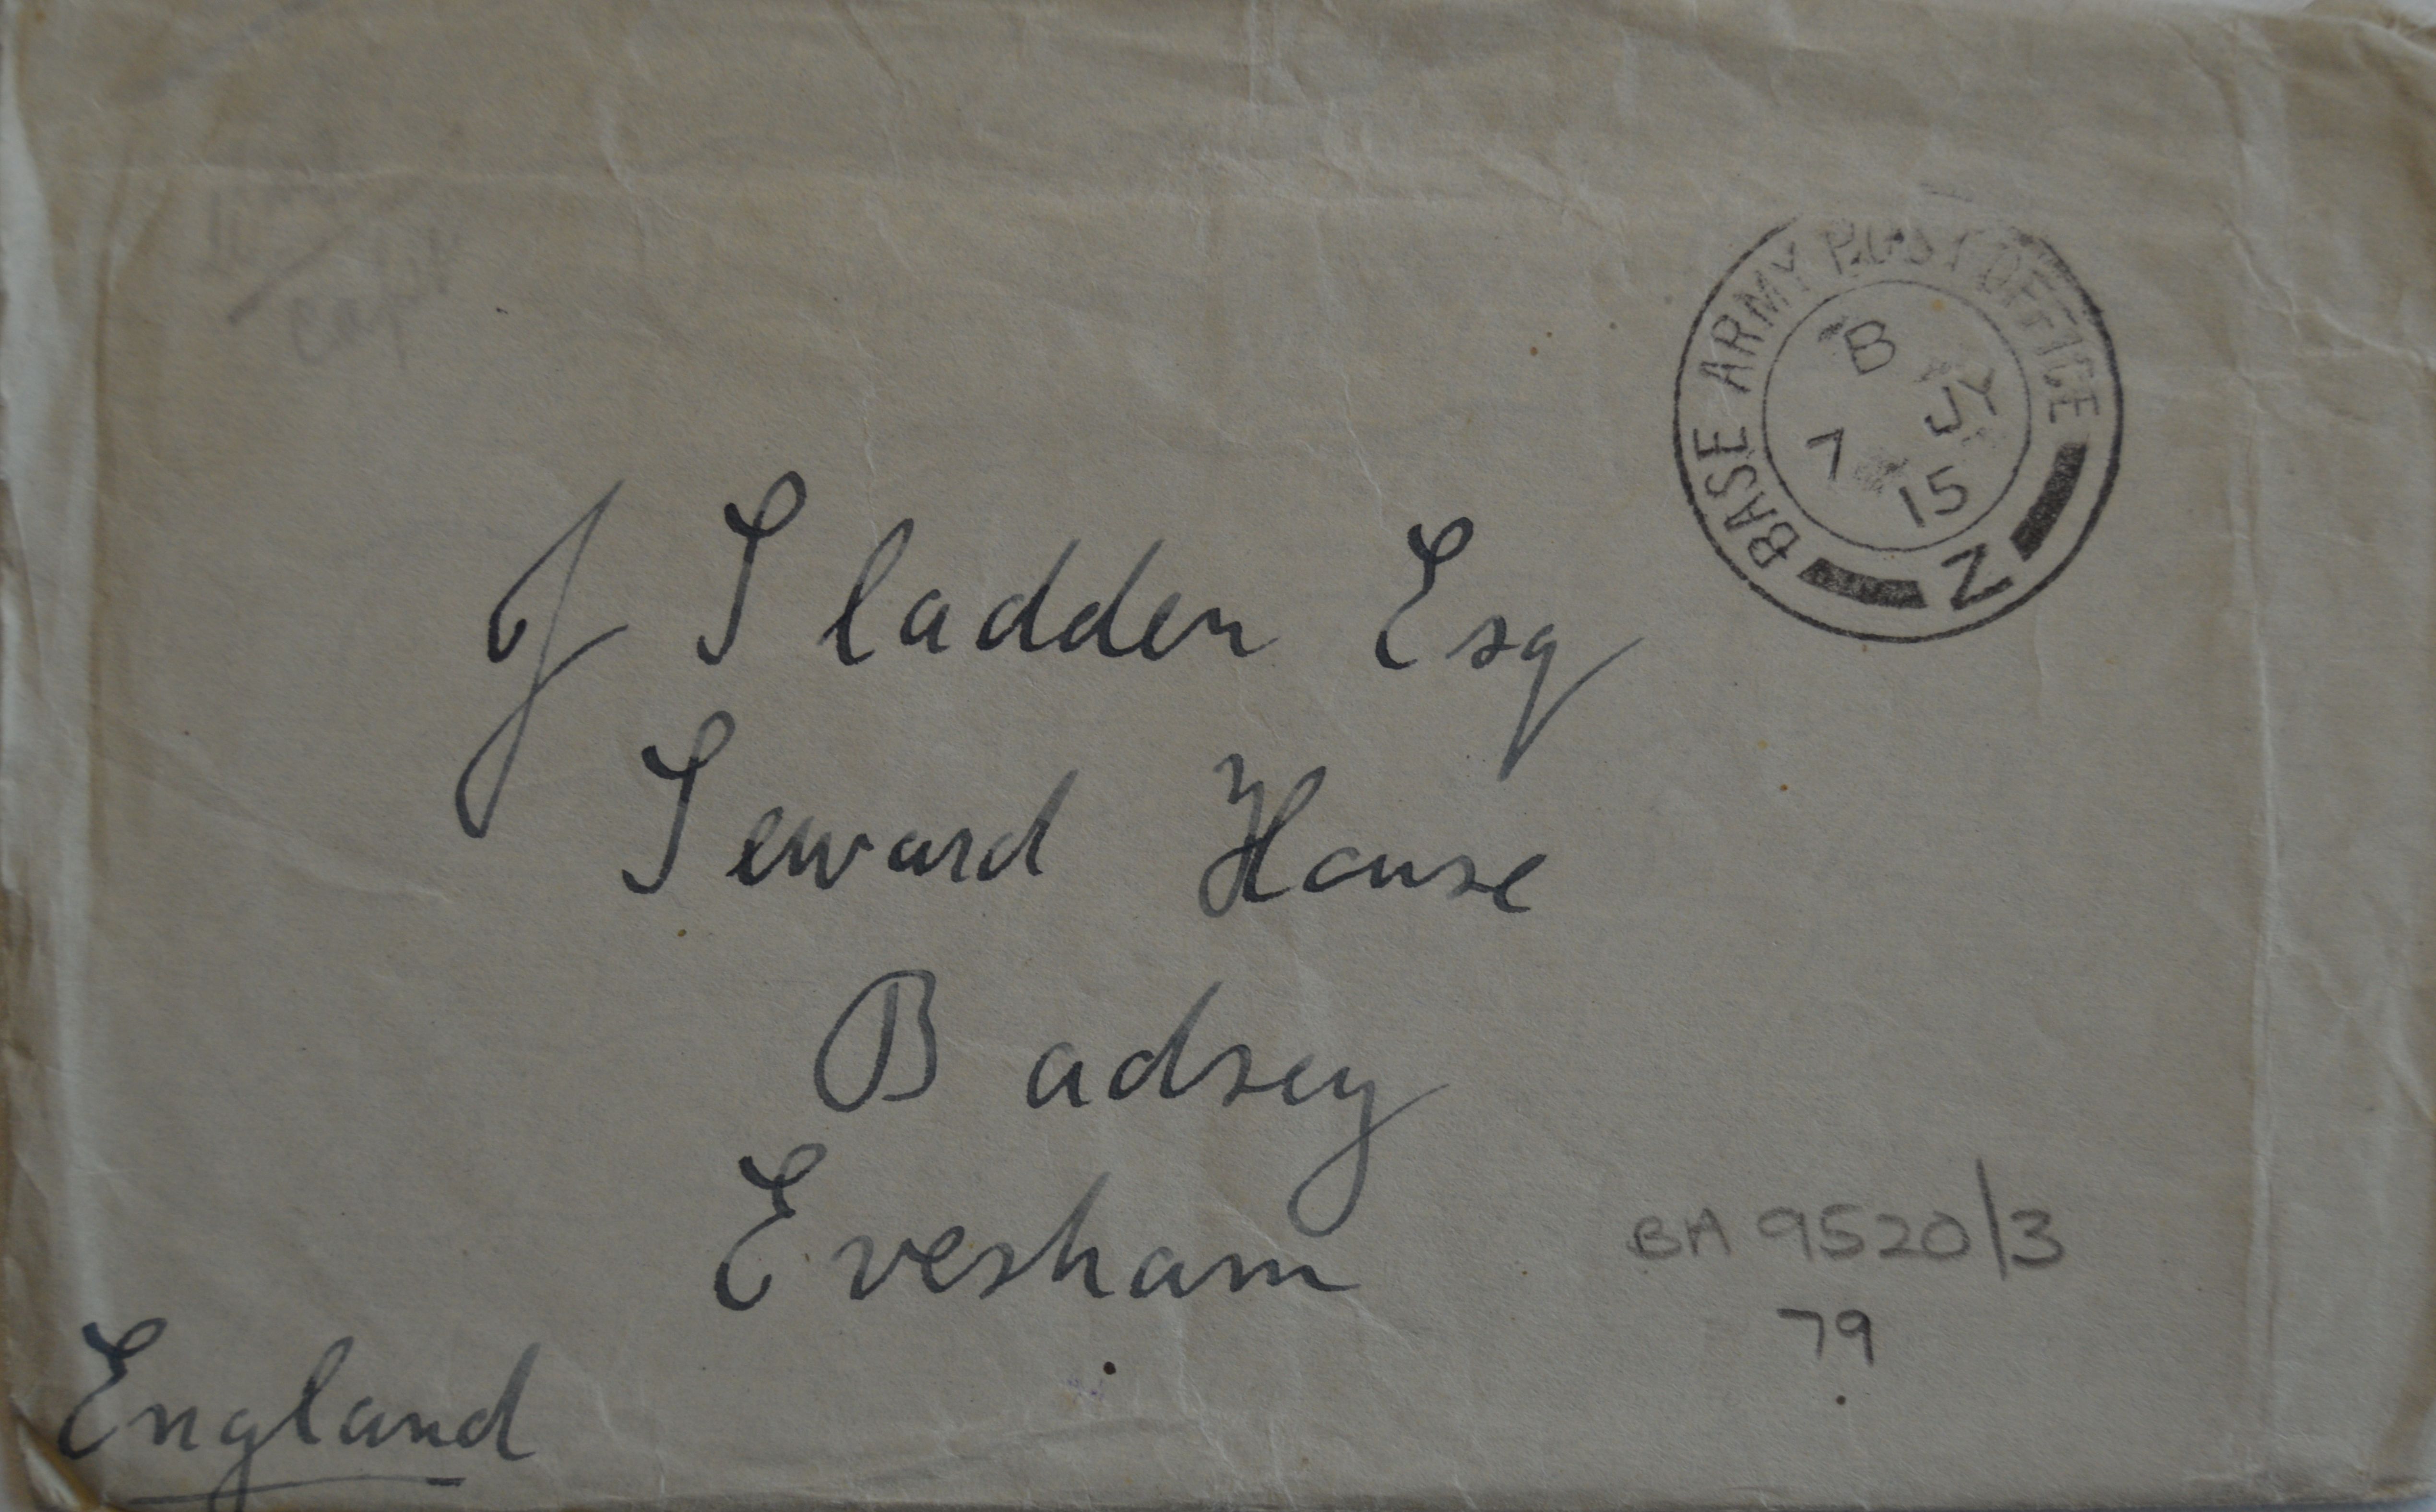 BASE ARMY POST OFFICE
B
JY
7
15
Z
J Sladden Esq
Seward House
Badsey
Evesham
England
BA 9520/3
79